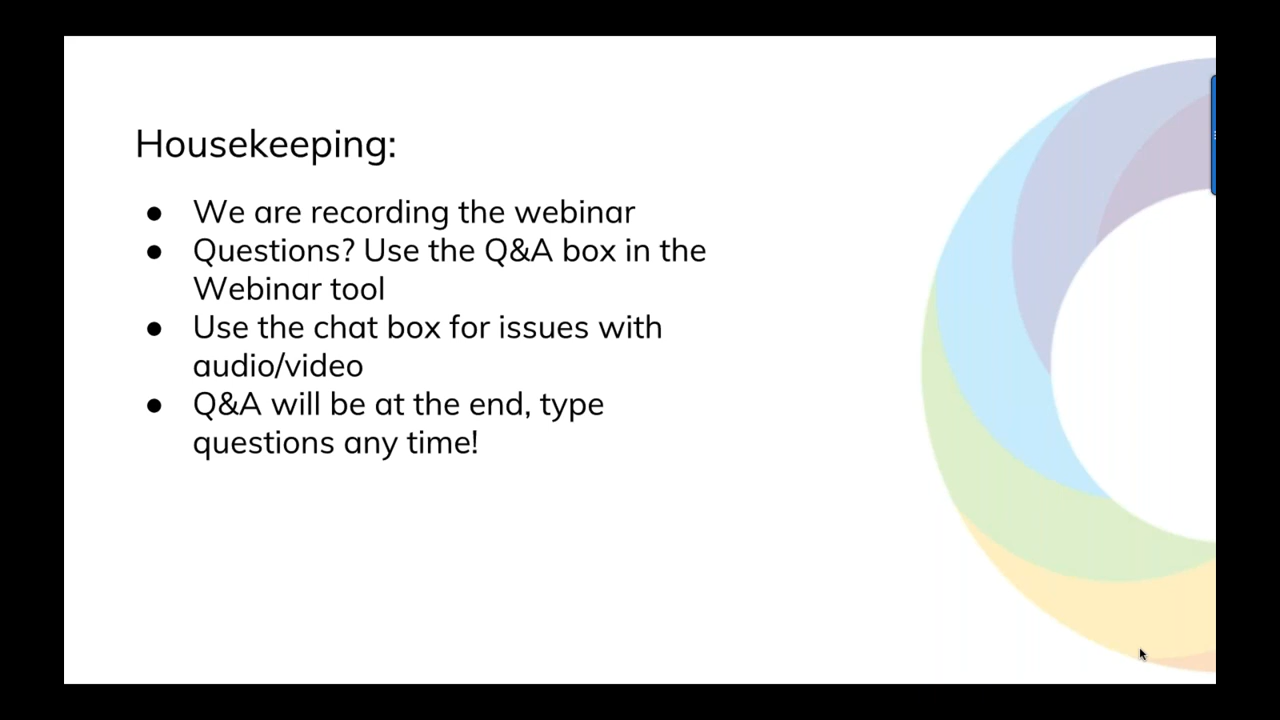 Housekeeping:
● We are recording the webinar
● Questions? Use the Q&A box in the
Webinar tool
● Use the chat box for issues with
audio/video
● Q&A will be at the end, type
questions any time!